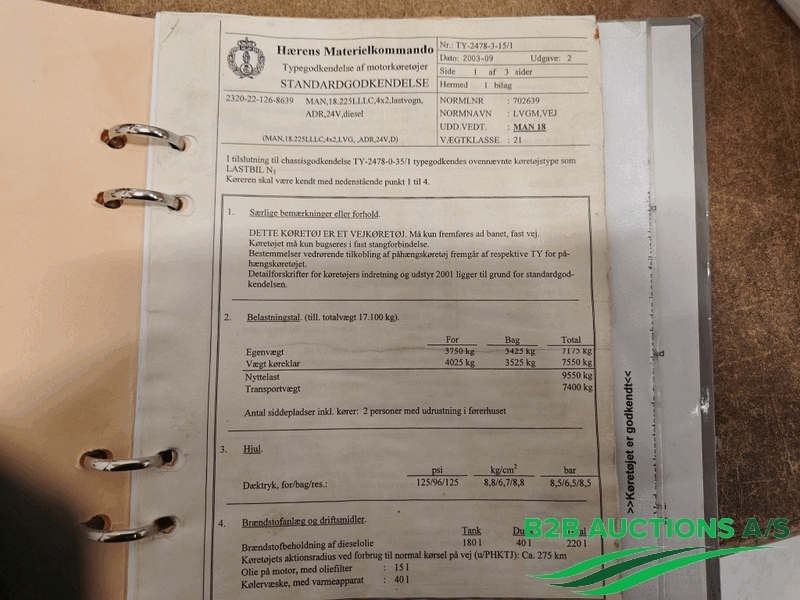 Hærens Materielkommando
Typegodkendelse af motorkøretøjer
STANDARDGODKENDELSE
Nr.: TY-2478-3-15/1
Dato: 2003-09 Udgave: 2
Side 1 af 3 sider
Hermed 1 bilag
2320-22-126-8639 MAN,18.225LLLC,4x2,lastvogn,
ADR,24V,diesel
(MAN,18.225LLLC,4x2,LVG, ,ADR,24V,D)
NORMLNR : 702639
NORMNAVN : LVGM,VEJ
UDD.VEDT. : MAN 18
VÆGTKLASSE : 21
I tilslutning til chassisgodkendelse TY-2478-0-35/1 typegodkendes ovennævnte køretøjstype som
LASTBIL N3
Køreren skal være kendt med nedenstående punkt 1 til 4.
1. Særlige bemærkninger eller forhold.
DETTE KØRETØJ ER ET VEJKØRETØJ. Må kun fremføres ad banet, fast vej.
Køretøjet må kun bugseres i fast stangforbindelse.
Bestemmelser vedrørende tilkobling af påhængskøretøj fremgår af respektive TY for på-
hængskøretøjet.
Detailforskrifter for køretøjers indretning og udstyr 2001 ligger til grund for standardgod-
kendelsen.
2. Belastningstal. (till. totalvægt 17.100 kg).
For Bag Total
Egenvægt 3750 kg 3425 kg 7175 kg
Vægt køreklar 4025 kg 3525 kg 7550 kg
Nyttelast 9550 kg
Transportvægt 7400 kg
Antal siddepladser inkl. kører: 2 personer med udrustning i førerhuset
3. Hjul.
psi kg/cm2 bar
Dæktryk, for/bag/res.: 125/96/125 8,8/6,7/8,8 8,5/6,5/8,5
4. Brændstofanlæg og driftsmidler.
Tank
Brændstofbeholdning af dieselolie 180 l 40 l 220 l
Køretøjets aktionsradius ved forbrug til normal kørsel på vej (u/PHKTJ): Ca. 275 km
Olie på motor, med oliefilter : 15 l
Kølervæske, med varmeapparat : 40 l
>>Køretøjet er godkendt<<
B2B AUCTIONS A/S